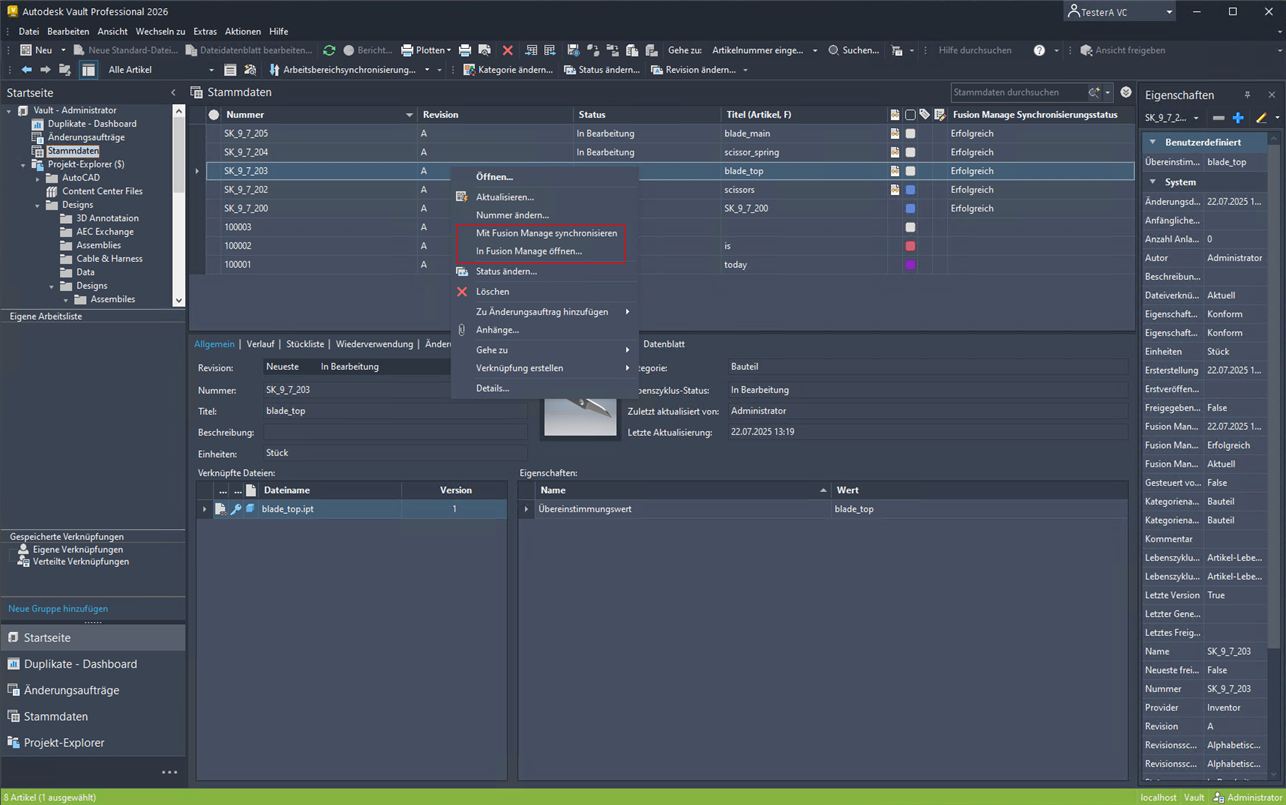 Autodesk Vault Professional 2026
TesterA VC
Datei Bearbeiten Ansicht Wechseln zu Extras Aktionen Hilfe
Neu Neue Standard-Datei... Datendatenblatt bearbeiten... Bericht... Plotten Gehe zu: Artikelnummer einge... Suchen... Hilfe durchsuchen Ansicht freigeben
Alle Artikel Arbeitsbereichsynchronisierung... Kategorie ändern... Status ändern... Revision ändern...
Startseite
Vault - Administrator
Duplikate - Dashboard
Änderungsaufträge
Stammdaten
Projekt-Explorer ($)
AutoCAD
Content Center Files
Designs
3D Annotataion
AEC Exchange
Assemblies
Cable & Harness
Data
Designs
Assembiles
Eigene Arbeitsliste
Gespeicherte Verknüpfungen
Eigene Verknüpfungen
Verteilte Verknüpfungen
Neue Gruppe hinzufügen
Startseite
Duplikate - Dashboard
Änderungsaufträge
Stammdaten
Projekt-Explorer
Stammdaten
Stammdaten durchsuchen
Nummer Revision Status Titel (Artikel, F) Fusion Manage Synchronisierungsstatus
SK_9_7_205 A In Bearbeitung blade_main Erfolgreich
SK_9_7_204 A In Bearbeitung scissor_spring Erfolgreich
SK_9_7_203 A blade_top Erfolgreich
SK_9_7_202 A scissors Erfolgreich
SK_9_7_200 A SK_9_7_200 Erfolgreich
100003 A
100002 A is
100001 A today
Öffnen...
Aktualisieren...
Nummer ändern...
Mit Fusion Manage synchronisieren
In Fusion Manage öffnen...
Status ändern...
Löschen
Zu Änderungsauftrag hinzufügen
Anhänge...
Gehe zu
Verknüpfung erstellen
Details...
Allgemein Verlauf Stückliste Wiederverwendung Änder Datenblatt
Revision: Neueste In Bearbeitung
Nummer: SK_9_7_203
Titel: blade_top
Beschreibung:
Einheiten: Stück
tegorie: Bauteil
benszyklus-Status: In Bearbeitung
Zuletzt aktualisiert von: Administrator
Letzte Aktualisierung: 22.07.2025 13:19
Verknüpfte Dateien:
... ... Dateiname Version
blade_top.ipt 1
Eigenschaften:
Name Wert
Übereinstimmungswert blade_top
Eigenschaften
SK_9_7_2...
Benutzerdefiniert
Übereinstim... blade_top
System
Änderungsd... 22.07.2025 1...
Anfängliche...
Anzahl Anla... 0
Autor Administrator
Beschreibun...
Dateiverknü... Aktuell
Eigenschaft... Konform
Eigenschaft... Konform
Einheiten Stück
Ersterstellung 22.07.2025 1...
Erstveröffen...
Freigegeben... False
Fusion Man... 22.07.2025 1...
Fusion Man... Erfolgreich
Fusion Man... Aktuell
Gesteuert vo... False
Kategoriena... Bauteil
Kategoriena... Bauteil
Kommentar
Lebenszyklu... Artikel-Lebe...
Lebenszyklu... Artikel-Lebe...
Letzte Version True
Letzter Gene...
Letztes Freig...
Name SK_9_7_203
Neueste frei... False
Nummer SK_9_7_203
Provider Inventor
Revision A
Revisionssc... Alphabetisc...
Revisionssc... Alphabetisc...
8 Artikel (1 ausgewählt)
localhost Vault Administrator